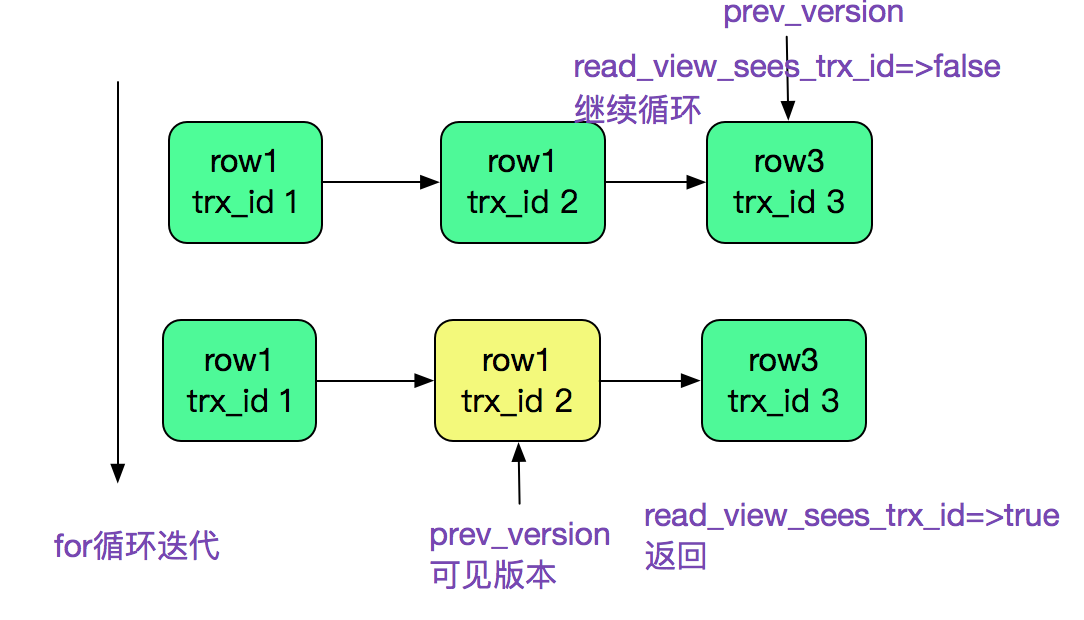 prev_version
read_view_sees_trx_id=>false
继续循环
row1
trx_id 1
row1
trx_id 2
row3
trx_id 3
row1
trx_id 1
row1
trx_id 2
row3
trx_id 3
for循环迭代
prev_version
可见版本
read_view_sees_trx_id=>true
返回